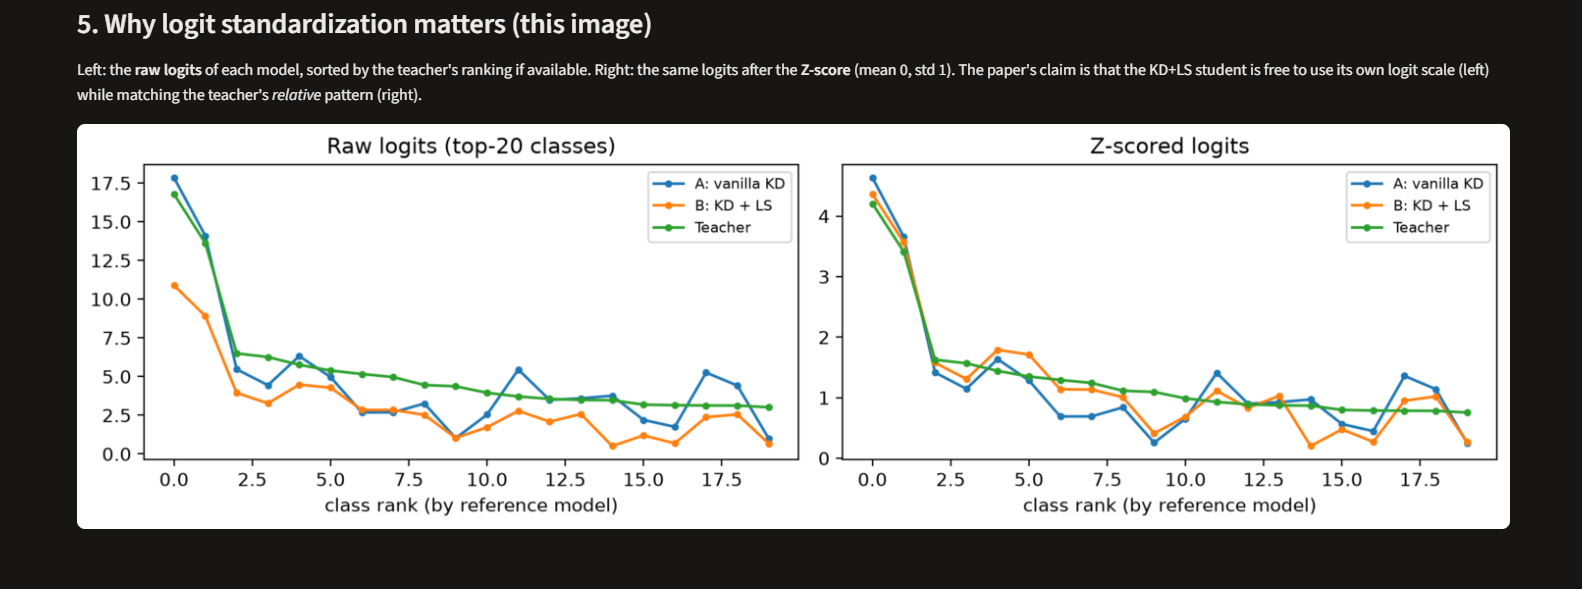 5. Why logit standardization matters (this image)
Left: the raw logits of each model, sorted by the teacher's ranking if available. Right: the same logits after the Z-score (mean 0, std 1). The paper's claim is that the KD+LS student is free to use its own logit scale (left)
while matching the teacher's relative pattern (right).
Raw logits (top-20 classes)
17.5
15.0
12.5
10.0
7.5
5.0
2.5
0.0
A: vanilla KD
B: KD + LS
Teacher
0.0 2.5 5.0 7.5 10.0 12.5 15.0 17.5
class rank (by reference model)
Z-scored logits
4
3
2
1
0
A: vanilla KD
B: KD + LS
Teacher
0.0 2.5 5.0 7.5 10.0 12.5 15.0 17.5
class rank (by reference model)